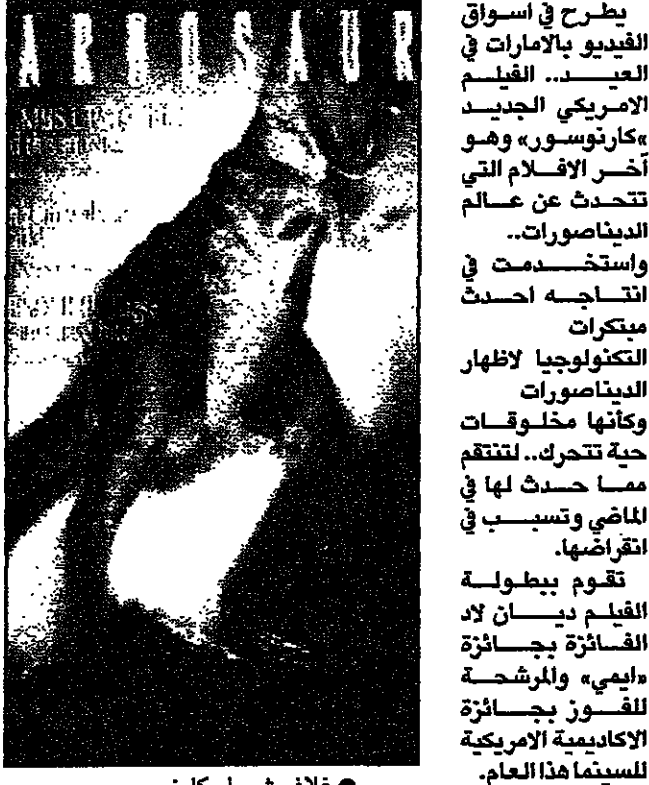 يطرح في اسواق
الفيديو بالامارات في
العيد.. الفيلم
الامريكي الجديد
»كارنوسور« وهو
آخر الافلام التي
تتحدث عن عالم
الديناصورات..
واستخدمت في
انتاجه احدث
مبتكرات
التكنولوجيا لاظهار
الديناصورات
وكأنها مخلوقات
حية تتحرك.. لتنتقم
مما حدث لها في
الماضي وتسبب في
انقراضها.
تقوم ببطولة
الفيلم ديان لاد
الفائزة بجائزة
«ايمي» والمرشحة
للفوز بجائزة
الاكاديمية الامريكية
للسينما هذا العام.
A R N O S A U R
● غلاف